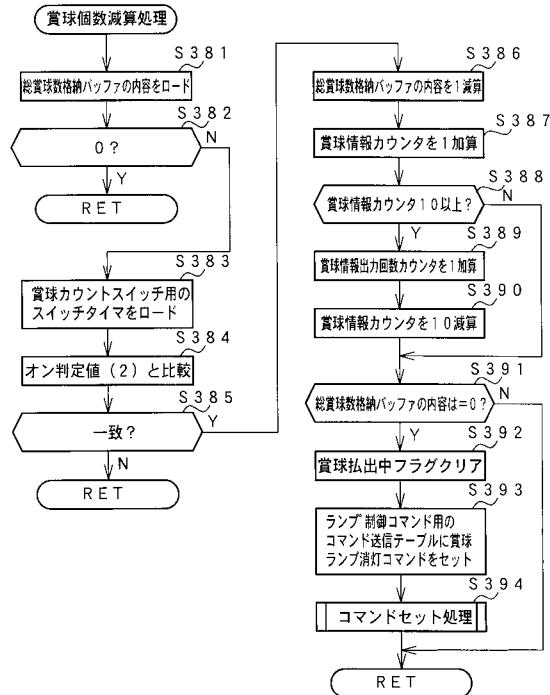 賞球個数減算処理
S381
総賞球数格納バッファの内容をロード
S382
0?
N
Y
RET
S383
賞球カウントスイッチ用の
スイッチタイマをロード
S384
オン判定値（2）と比較
S385
一致?
Y
N
RET
S386
総賞球数格納バッファの内容を1減算
S387
賞球情報カウンタを1加算
S388
賞球情報カウンタ10以上?
N
Y
S389
賞球情報出力回数カウンタを1加算
S390
賞球情報カウンタを10減算
S391
総賞球数格納バッファの内容は=0?
N
Y
S392
賞球払出中フラグクリア
S393
ランプ制御コマンド用の
コマンド送信テーブルに賞球
ランプ消灯コマンドをセット
S394
コマンドセット処理
RET